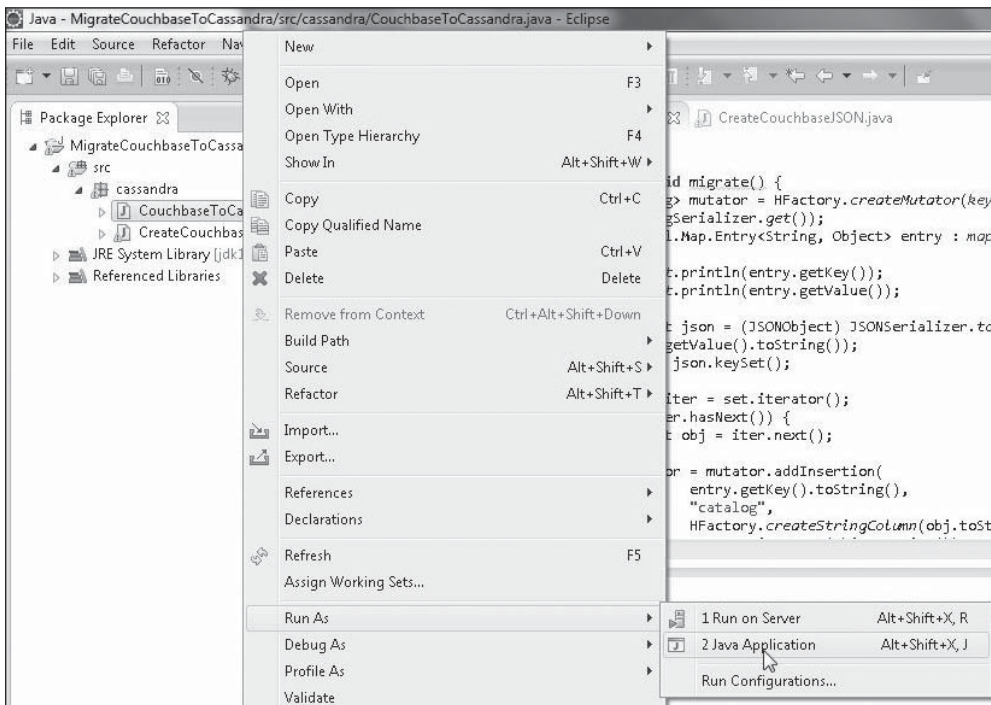 Java - MigrateCouchbaseToCassandra/src/cassandra/CouchbaseToCassandra.java - Eclipse
File Edit Source Refactor Nav
Package Explorer
MigrateCouchbaseToCassa
src
cassandra
CouchbaseToCa
CreateCouchbas
JRE System Library [jdk1
Referenced Libraries
New
Open F3
Open With
Open Type Hierarchy F4
Show In Alt+Shift+W
Copy Ctrl+C
Copy Qualified Name
Paste Ctrl+V
Delete Delete
Remove from Context Ctrl+Alt+Shift+Down
Build Path
Source Alt+Shift+S
Refactor Alt+Shift+T
Import...
Export...
References
Declarations
Refresh F5
Assign Working Sets...
Run As
Debug As
Profile As
Validate
1 Run on Server Alt+Shift+X, R
2 Java Application Alt+Shift+X, J
Run Configurations...
CreateCouchbaseJSON.java
id migrate() {
g> mutator = HFactory.createMutator(key
gSerializer.get());
l.Map.Entry<String, Object> entry : map
t.println(entry.getKey());
t.println(entry.getValue());
t json = (JSONObject) JSONSerializer.to
getValue().toString());
json.keySet();
iter = set.iterator();
er.hasNext()) {
t obj = iter.next();
or = mutator.addInsertion(
entry.getKey().toString(),
"catalog",
HFactory.createStringColumn(obj.toSt